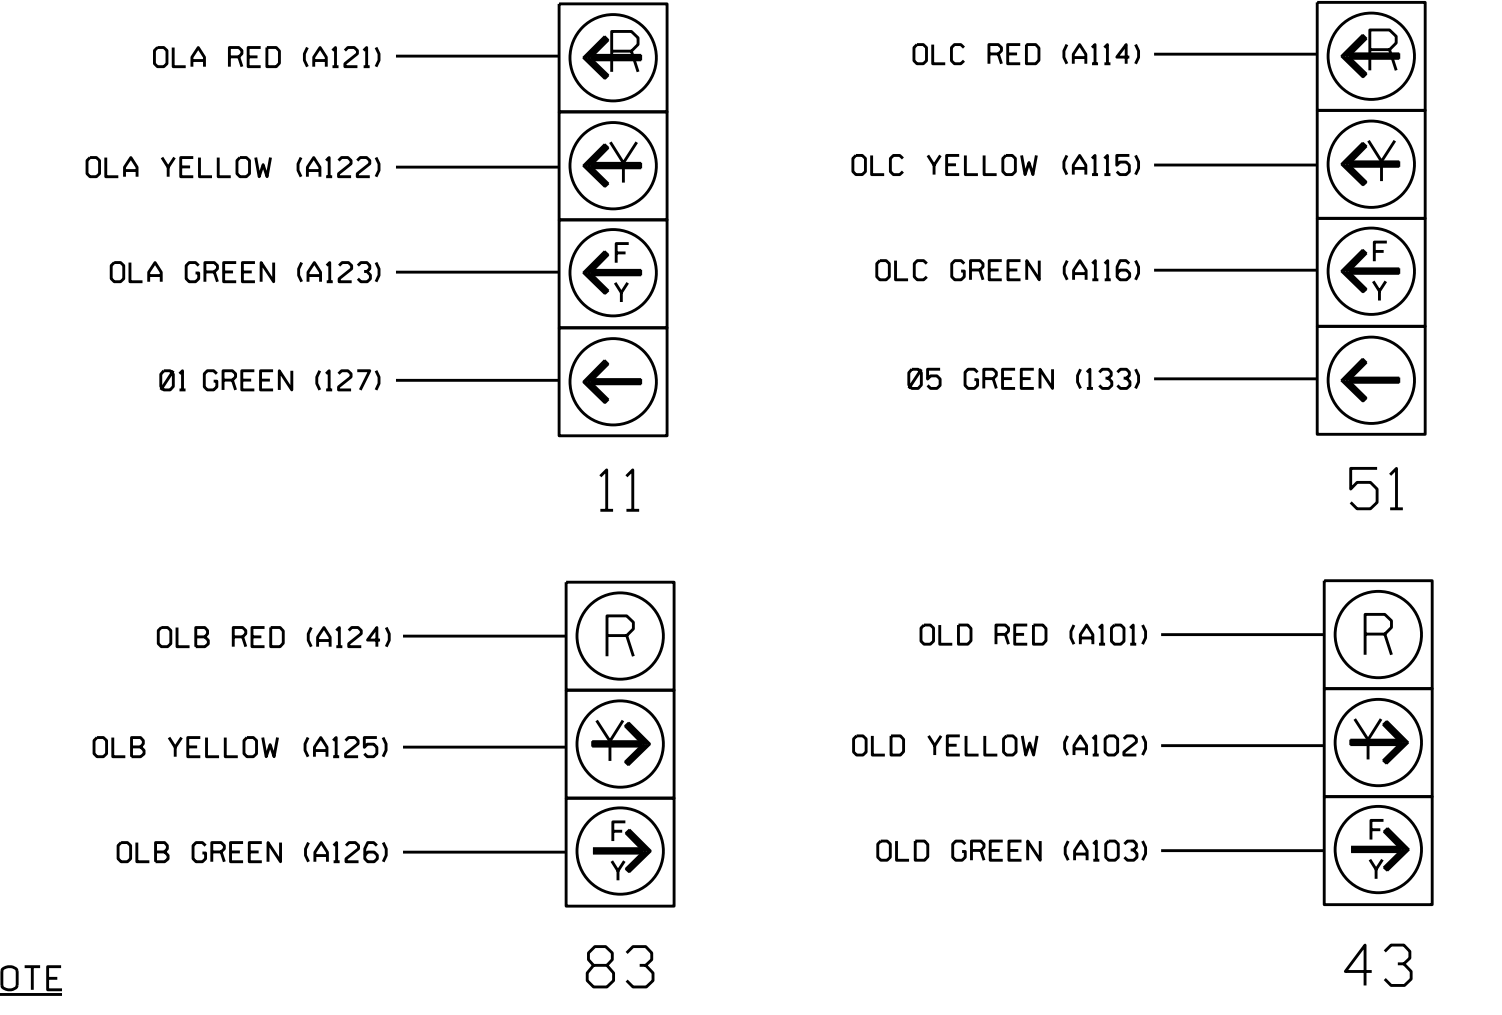 OLA RED (A121)
R
OLA YELLOW (A122)
Y
OLA GREEN (A123)
F
Y
Ø1 GREEN (127)
11
OLC RED (A114)
R
OLC YELLOW (A115)
Y
OLC GREEN (A116)
F
Y
Ø5 GREEN (133)
51
OLB RED (A124)
R
OLB YELLOW (A125)
Y
OLB GREEN (A126)
F
Y
83
OLD RED (A101)
R
OLD YELLOW (A102)
Y
OLD GREEN (A103)
F
Y
43
OTE